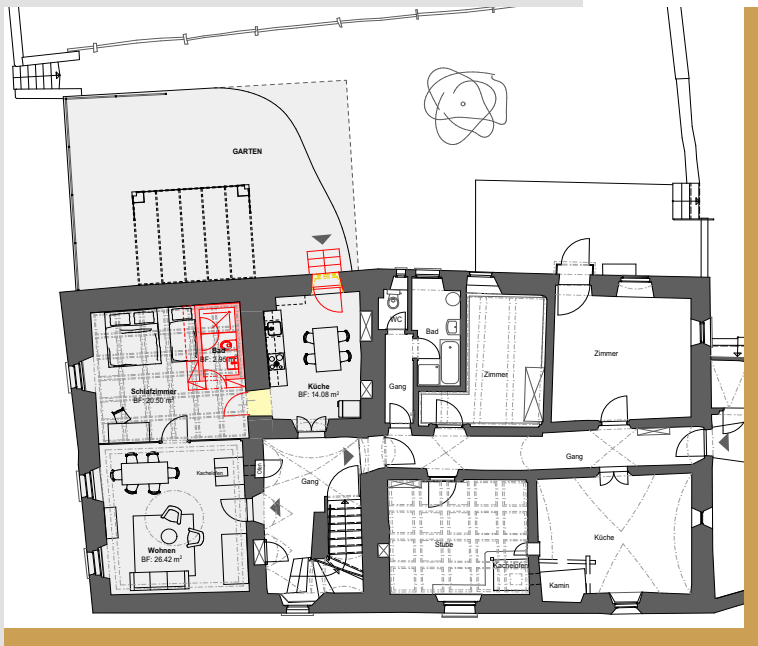 GARTEN
WC
Bad
Bad
BF: 2.95 m²
Zimmer
Zimmer
Schlafzimmer
BF: 20.50 m²
Küche
BF: 14.08 m²
Gang
Gang
Kachelofen
Ofen
Gang
Stube
Küche
Wohnen
BF: 26.42 m²
Kachelofen
Kamin